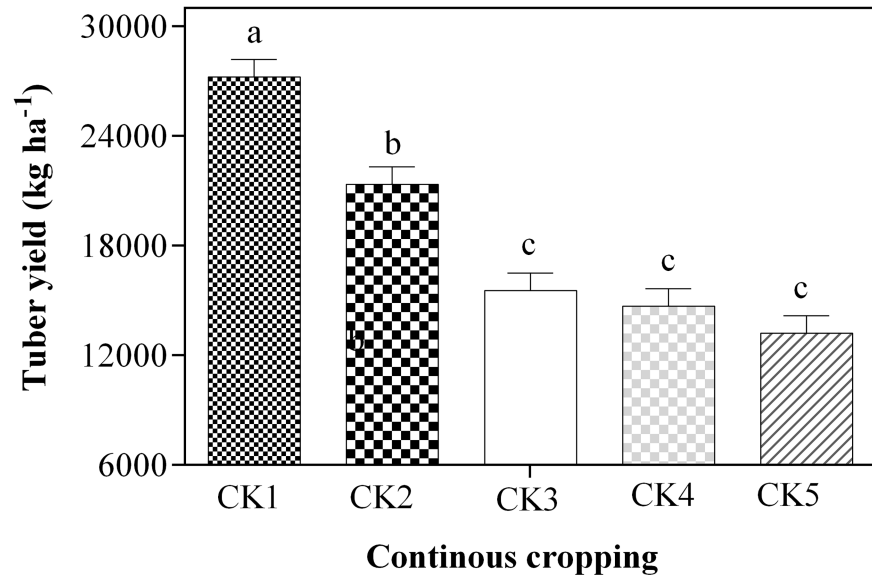 30000
24000
18000
12000
6000
Tuber yield (kg ha⁻¹)
a
b
c
c
c
b
CK1
CK2
CK3
CK4
CK5
Continous cropping